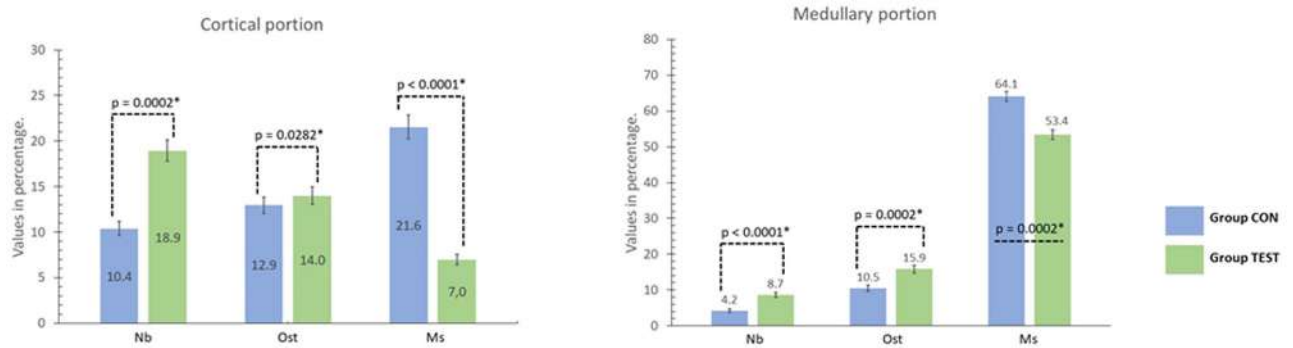 Cortical portion
Values in percentage.
30
25
20
15
10
5
0
p = 0.0002*
p = 0.0282*
p < 0.0001*
10.4
18.9
12.9
14.0
21.6
7,0
Nb
Ost
Ms
Medullary portion
Values in percentage.
80
70
60
50
40
30
20
10
0
p < 0.0001*
p = 0.0002*
p = 0.0002*
4.2
8.7
10.5
15.9
64.1
53.4
Nb
Ost
Ms
Group CON
Group TEST